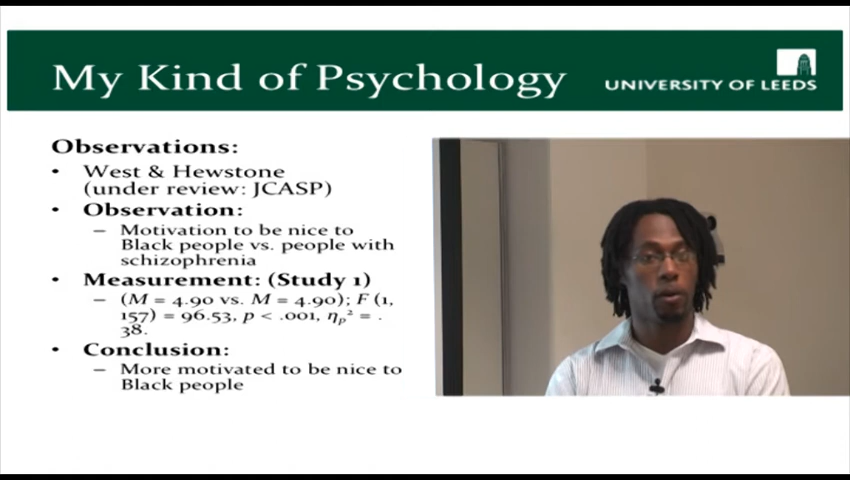 My Kind of Psychology
UNIVERSITY OF LEEDS
Observations:
• West & Hewstone
(under review: JCASP)
• Observation:
– Motivation to be nice to
Black people vs. people with
schizophrenia
• Measurement: (Study 1)
– (M = 4.90 vs. M = 4.90); F (1,
157) = 96.53, p < .001, ηp² = .
38.
• Conclusion:
– More motivated to be nice to
Black people